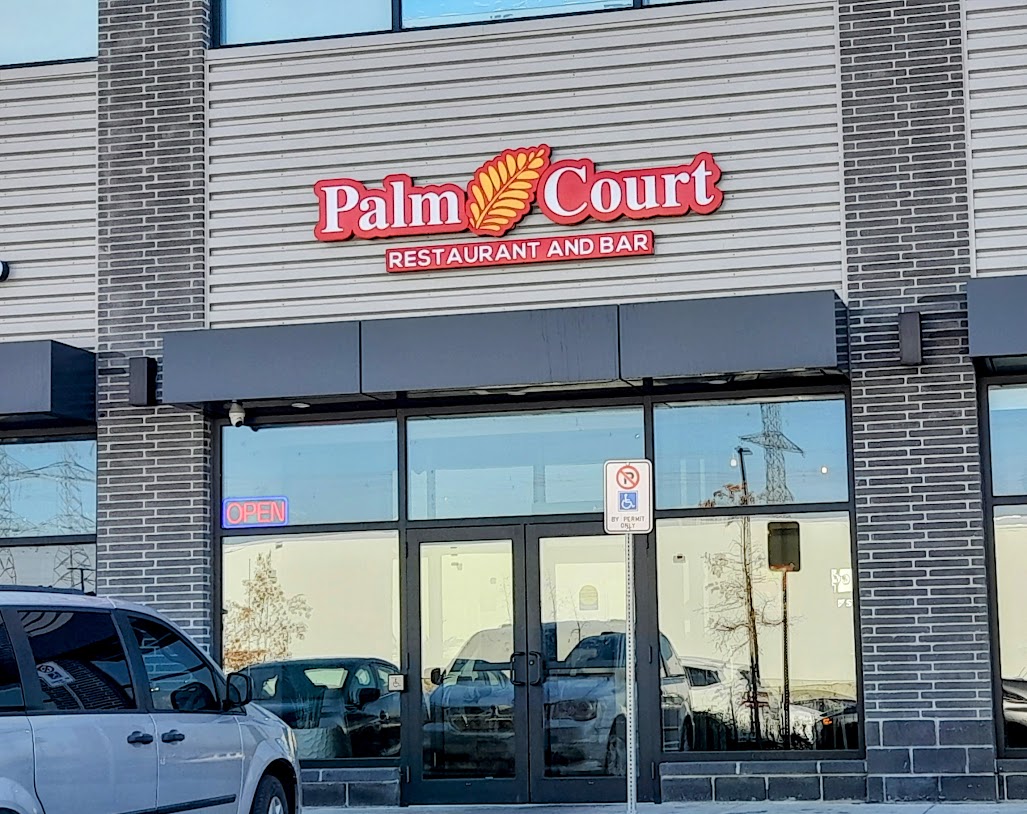 Palm Court
RESTAURANT AND BAR
OPEN
P
BY PERMIT
ONLY